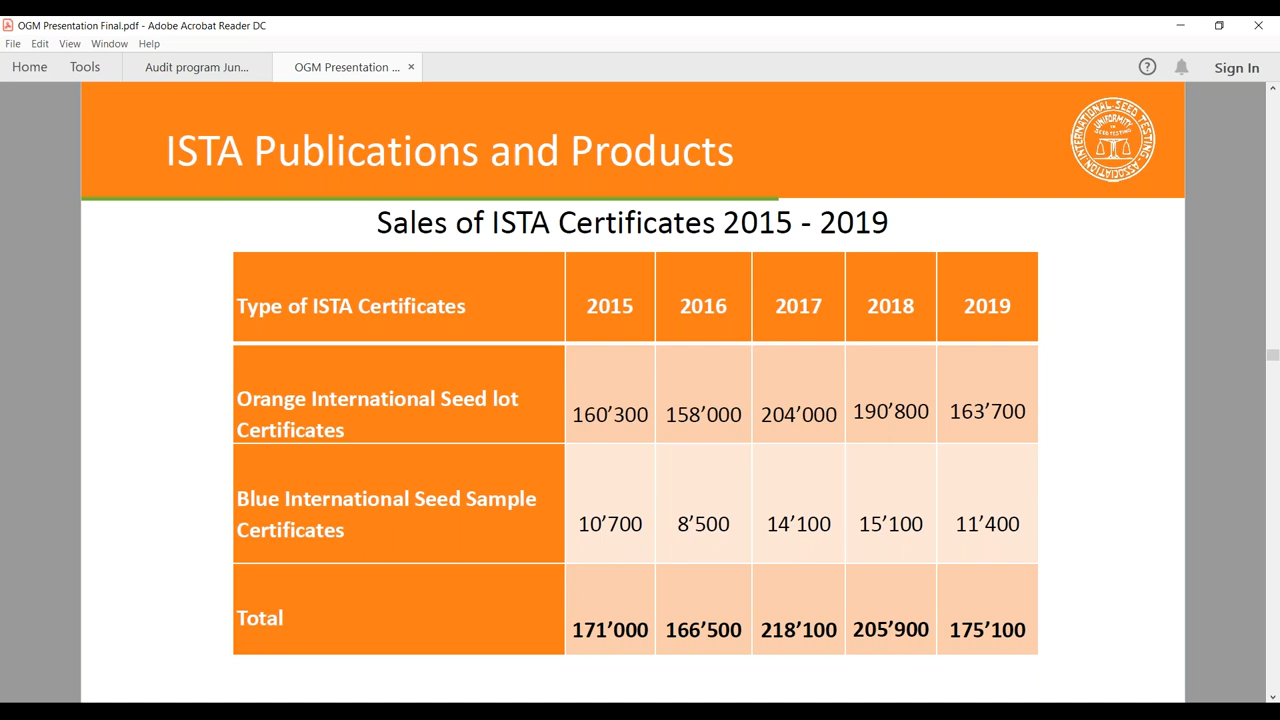 OGM Presentation Final.pdf - Adobe Acrobat Reader DC
File Edit View Window Help
Home Tools Audit program Jun... OGM Presentation ... × Sign In
ISTA Publications and Products
INTERNATIONAL SEED TESTING ASSOCIATION
UNIFORMITY
IN
SEED TESTING
Sales of ISTA Certificates 2015 - 2019
Type of ISTA Certificates 2015 2016 2017 2018 2019
Orange International Seed lot
Certificates 160’300 158’000 204’000 190’800 163’700
Blue International Seed Sample
Certificates 10’700 8’500 14’100 15’100 11’400
Total 171’000 166’500 218’100 205’900 175’100